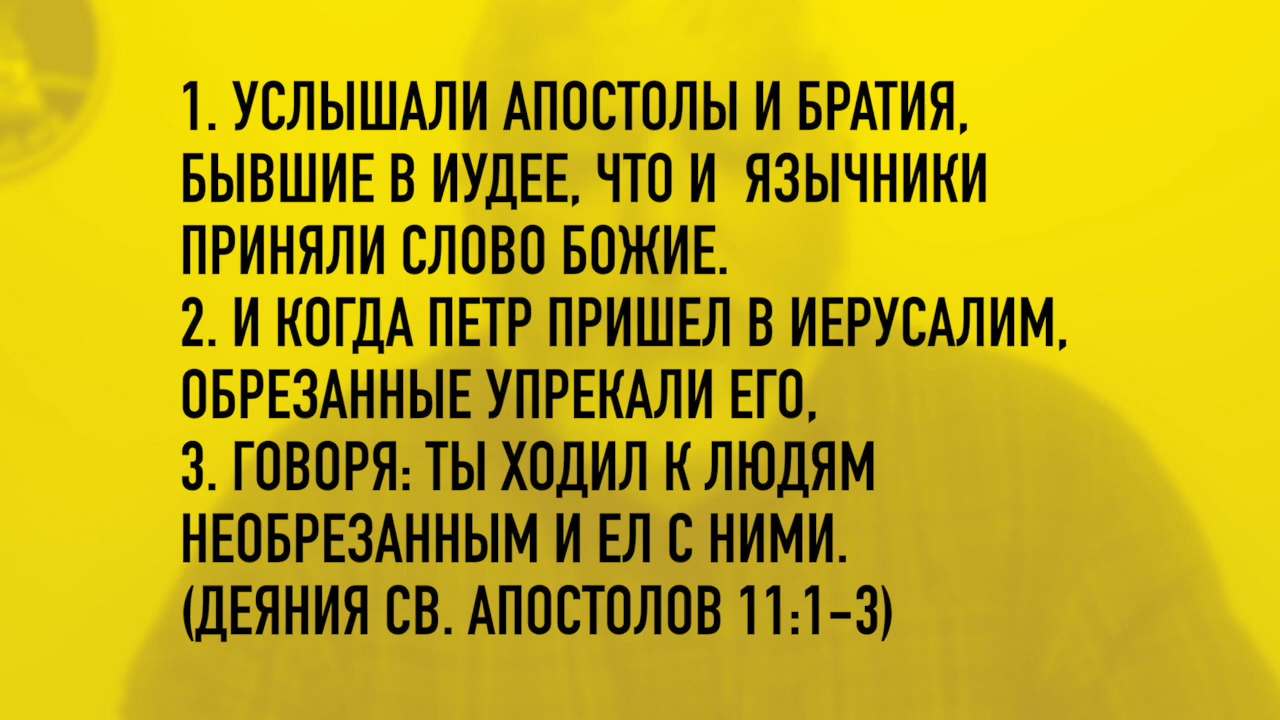 1. УСЛЫШАЛИ АПОСТОЛЫ И БРАТИЯ,
БЫВШИЕ В ИУДЕЕ, ЧТО И  ЯЗЫЧНИКИ
ПРИНЯЛИ СЛОВО БОЖИЕ.
2. И КОГДА ПЕТР ПРИШЕЛ В ИЕРУСАЛИМ,
ОБРЕЗАННЫЕ УПРЕКАЛИ ЕГО,
3. ГОВОРЯ: ТЫ ХОДИЛ К ЛЮДЯМ
НЕОБРЕЗАННЫМ И ЕЛ С НИМИ.
(ДЕЯНИЯ СВ. АПОСТОЛОВ 11:1-3)